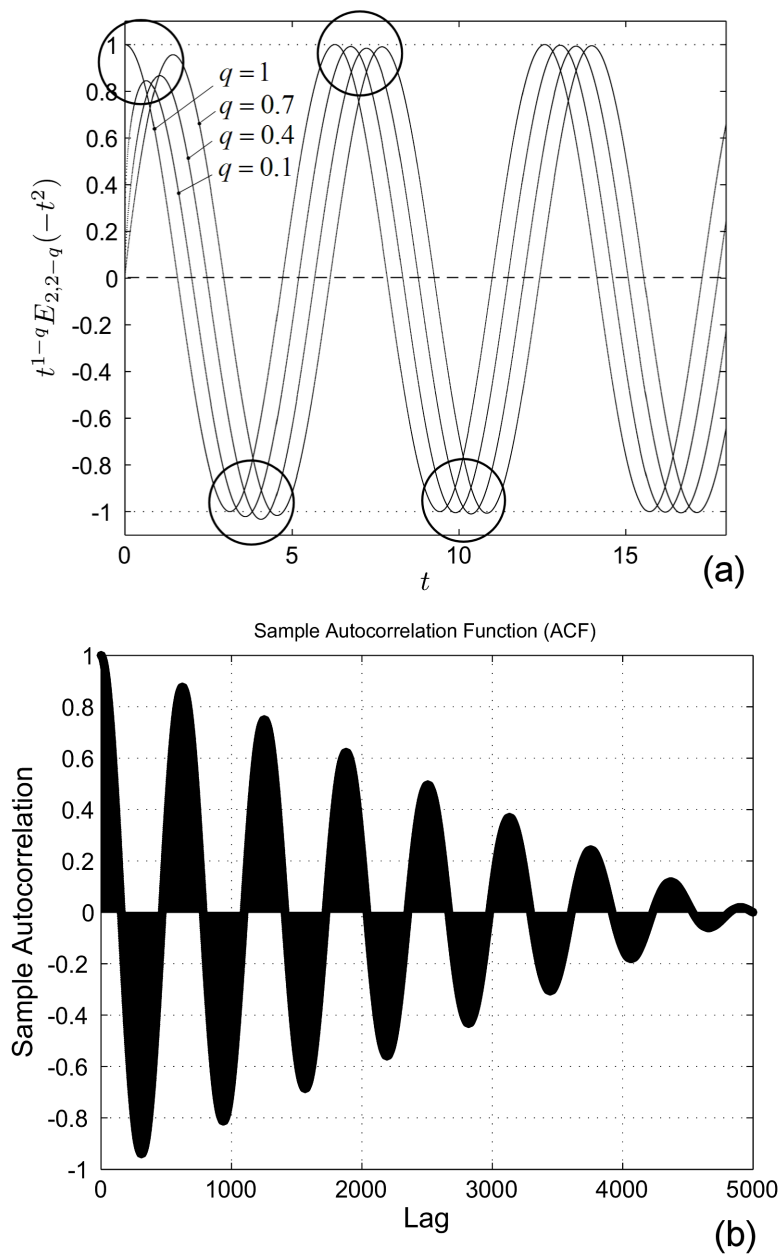 1
0.8
0.6
0.4
0.2
0
-0.2
-0.4
-0.6
-0.8
-1
q = 1
q = 0.7
q = 0.4
q = 0.1
t^{1−q}E_{2,2−q}(−t^2)
0 5 10 15
t
(a)
Sample Autocorrelation Function (ACF)
1
0.8
0.6
0.4
0.2
0
-0.2
-0.4
-0.6
-0.8
-1
Sample Autocorrelation
0 1000 2000 3000 4000 5000
Lag
(b)